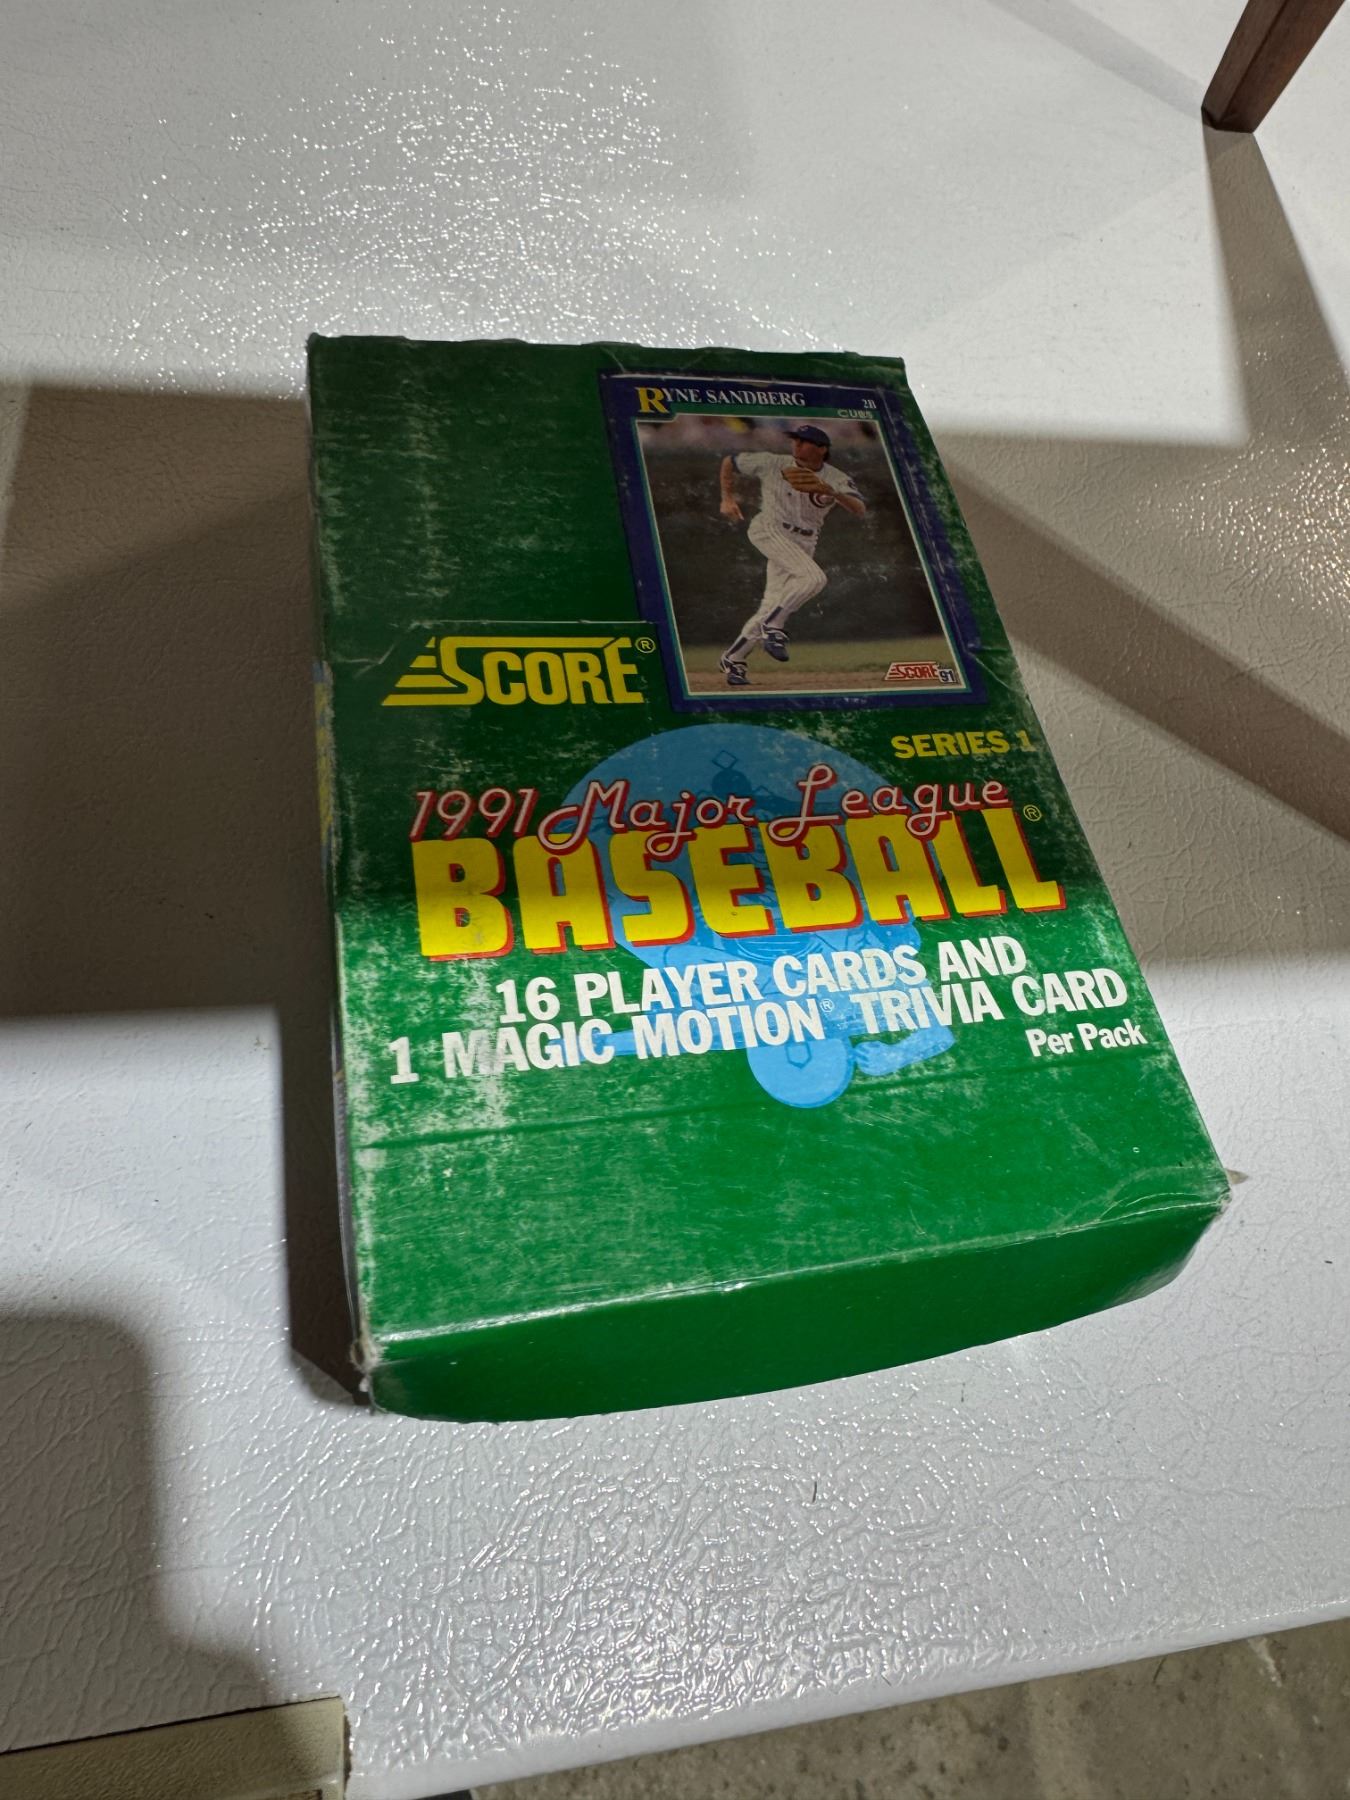 RYNE SANDBERG 2B
CUBS
SCORE 91
SCORE®
SERIES 1
1991 Major League
BASEBALL®
16 PLAYER CARDS AND
1 MAGIC MOTION® TRIVIA CARD
Per Pack